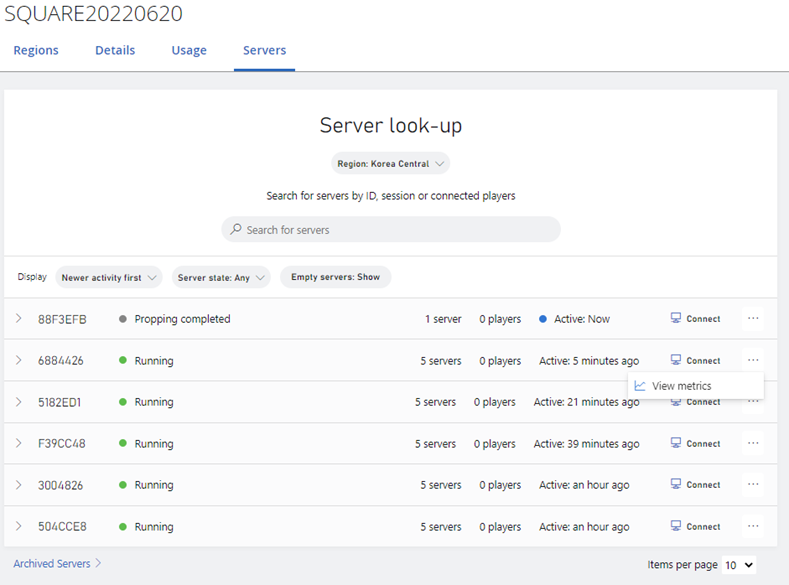 SQUARE20220620
Regions Details Usage Servers
Server look-up
Region: Korea Central
Search for servers by ID, session or connected players
Search for servers
Display Newer activity first Server state: Any Empty servers: Show
88F3EFB Propping completed 1 server 0 players Active: Now Connect ...
6884426 Running 5 servers 0 players Active: 5 minutes ago Connect ...
View metrics
5182ED1 Running 5 servers 0 players Active: 21 minutes ago Connect ...
F39CC48 Running 5 servers 0 players Active: 39 minutes ago Connect ...
3004826 Running 5 servers 0 players Active: an hour ago Connect ...
504CCE8 Running 5 servers 0 players Active: an hour ago Connect ...
Archived Servers Items per page 10